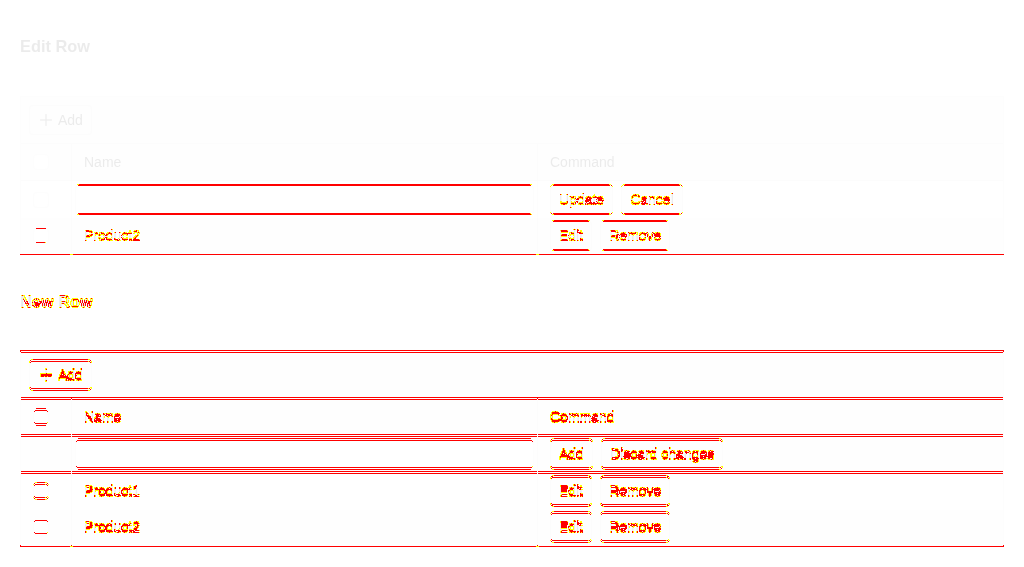 Edit Row
+ Add
Name Command
Update Cancel
Product2 Edit Remove
New Row
+ Add
Name Command
Add Discard changes
Product1 Edit Remove
Product2 Edit Remove